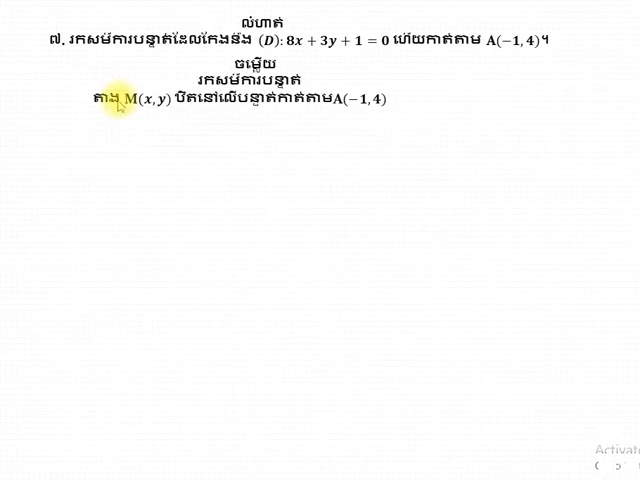 លំហាត់
៧. រកសមីការបន្ទាត់ដែលកែងនឹង (D): 8x + 3y + 1 = 0 ហើយកាត់តាម A(−1, 4)។
ចម្លើយ
រកសមីការបន្ទាត់
តាង M(x, y) ឋិតនៅលើបន្ទាត់កាត់តាមA(−1, 4)